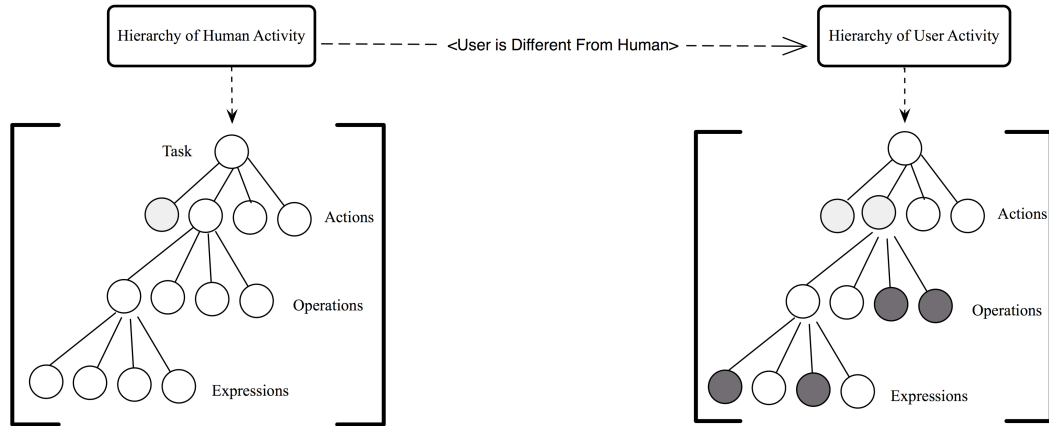 Hierarchy of Human Activity
<User is Different From Human>
Hierarchy of User Activity
Task
Actions
Operations
Expressions
Actions
Operations
Expressions